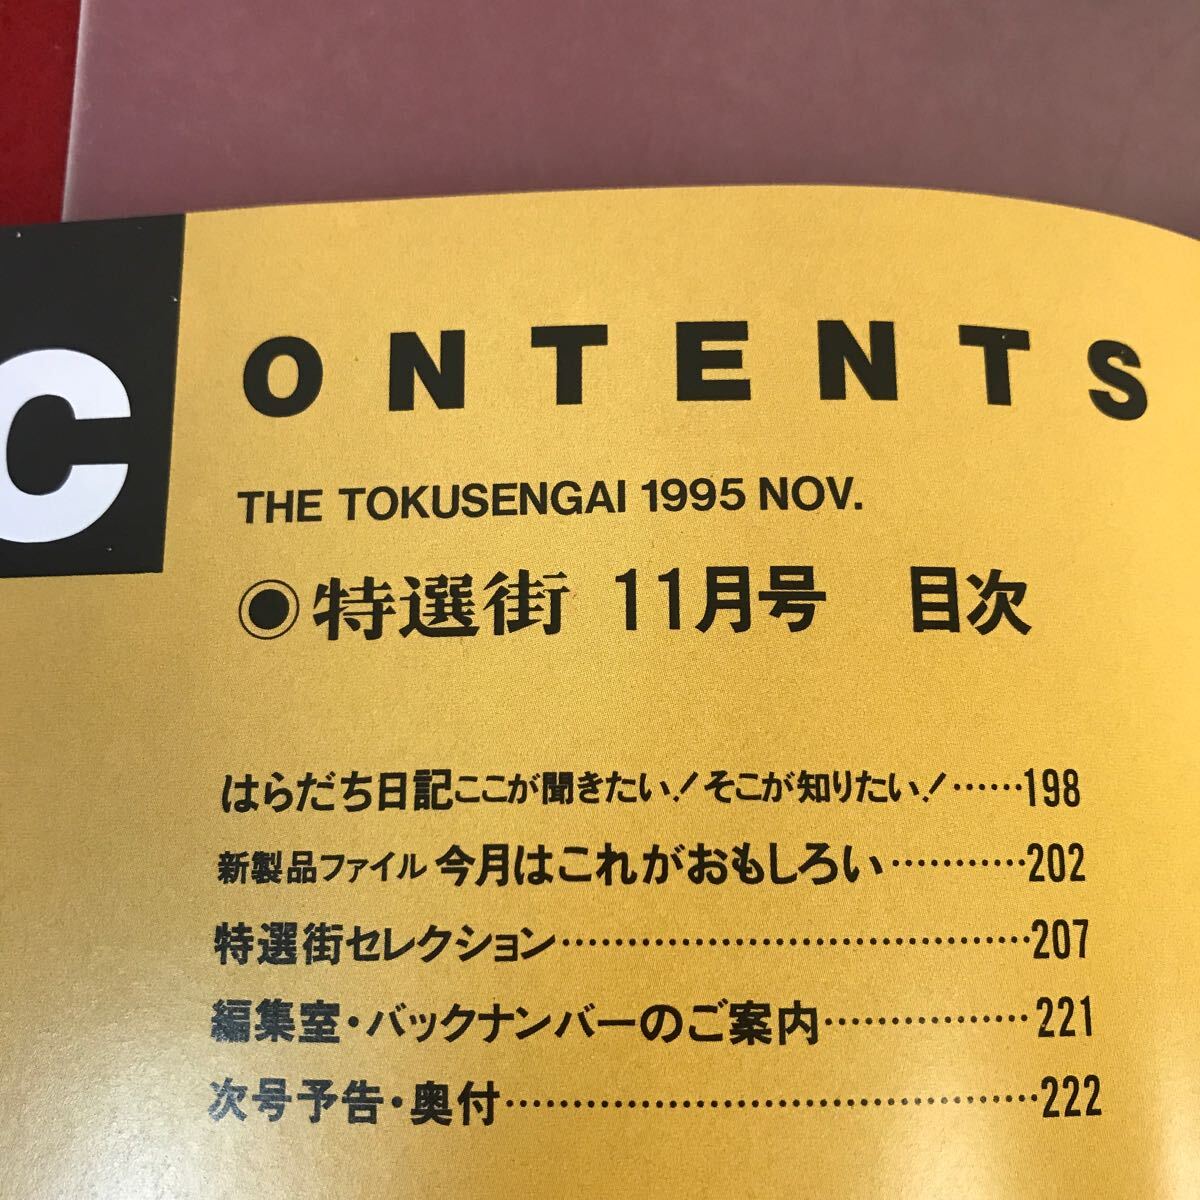 CONTENTS
THE TOKUSENGAI 1995 NOV.
◉特選街 11月号 目次
はらだち日記ここが聞きたい!そこが知りたい!……198
新製品ファイル 今月はこれがおもしろい…………202
特選街セレクション………………………………207
編集室・バックナンバーのご案内………………221
次号予告・奥付……………………………………222